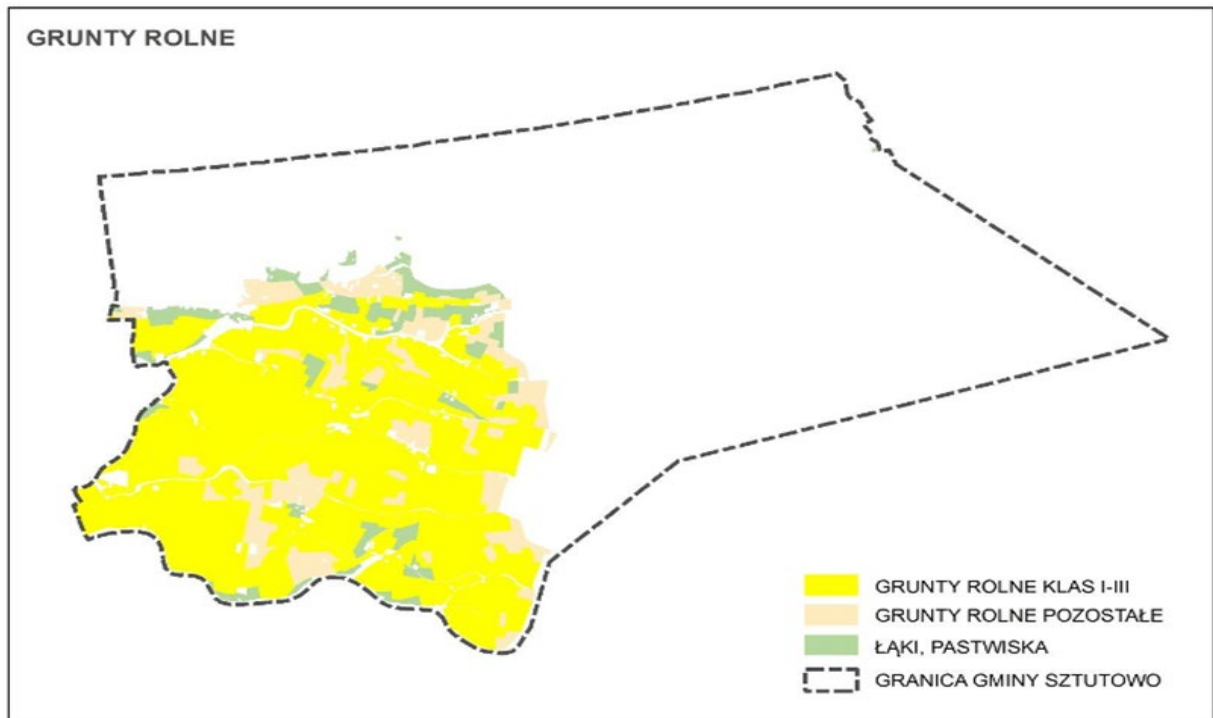 GRUNTY ROLNE
GRUNTY ROLNE KLAS I-III
GRUNTY ROLNE POZOSTAŁE
ŁĄKI, PASTWISKA
GRANICA GMINY SZTUTOWO